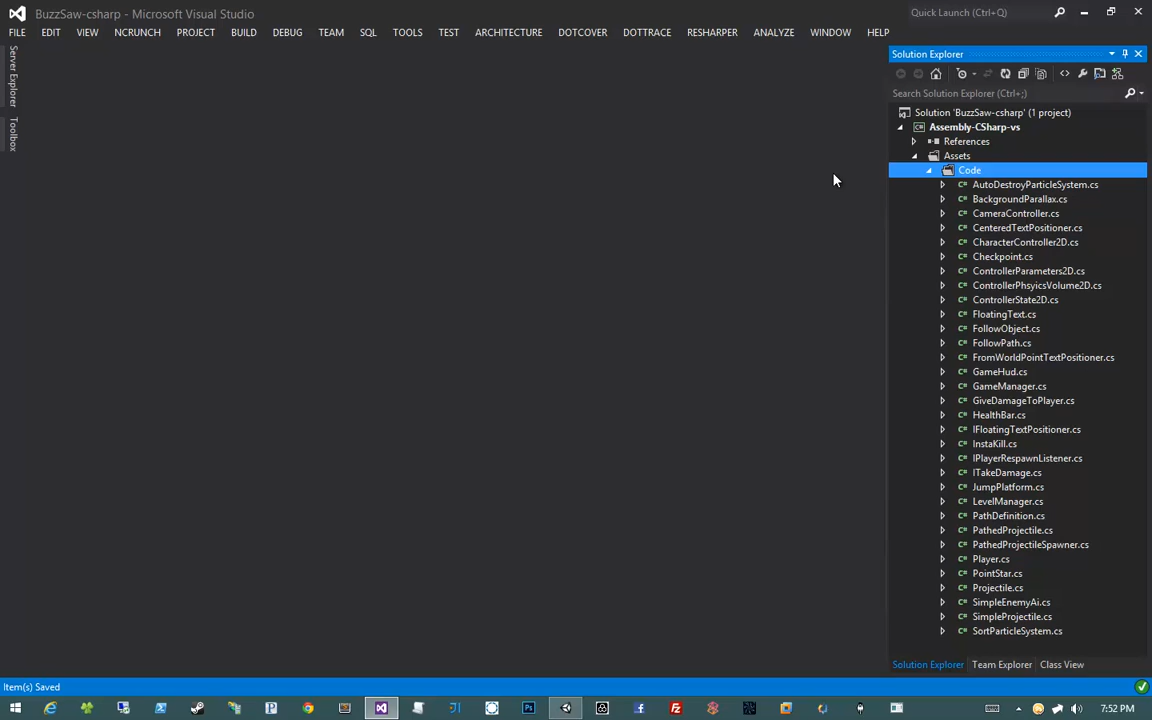 BuzzSaw-csharp - Microsoft Visual Studio
Quick Launch (Ctrl+Q)
FILE EDIT VIEW NCRUNCH PROJECT BUILD DEBUG TEAM SQL TOOLS TEST ARCHITECTURE DOTCOVER DOTTRACE RESHARPER ANALYZE WINDOW HELP
Server Explorer
Toolbox
Solution Explorer
Search Solution Explorer (Ctrl+;)
Solution 'BuzzSaw-csharp' (1 project)
Assembly-CSharp-vs
References
Assets
Code
AutoDestroyParticleSystem.cs
BackgroundParallax.cs
CameraController.cs
CenteredTextPositioner.cs
CharacterController2D.cs
Checkpoint.cs
ControllerParameters2D.cs
ControllerPhsyicsVolume2D.cs
ControllerState2D.cs
FloatingText.cs
FollowObject.cs
FollowPath.cs
FromWorldPointTextPositioner.cs
GameHud.cs
GameManager.cs
GiveDamageToPlayer.cs
HealthBar.cs
IFloatingTextPositioner.cs
InstaKill.cs
IPlayerRespawnListener.cs
ITakeDamage.cs
JumpPlatform.cs
LevelManager.cs
PathDefinition.cs
PathedProjectile.cs
PathedProjectileSpawner.cs
Player.cs
PointStar.cs
Projectile.cs
SimpleEnemyAi.cs
SimpleProjectile.cs
SortParticleSystem.cs
Solution Explorer Team Explorer Class View
Item(s) Saved
7:52 PM